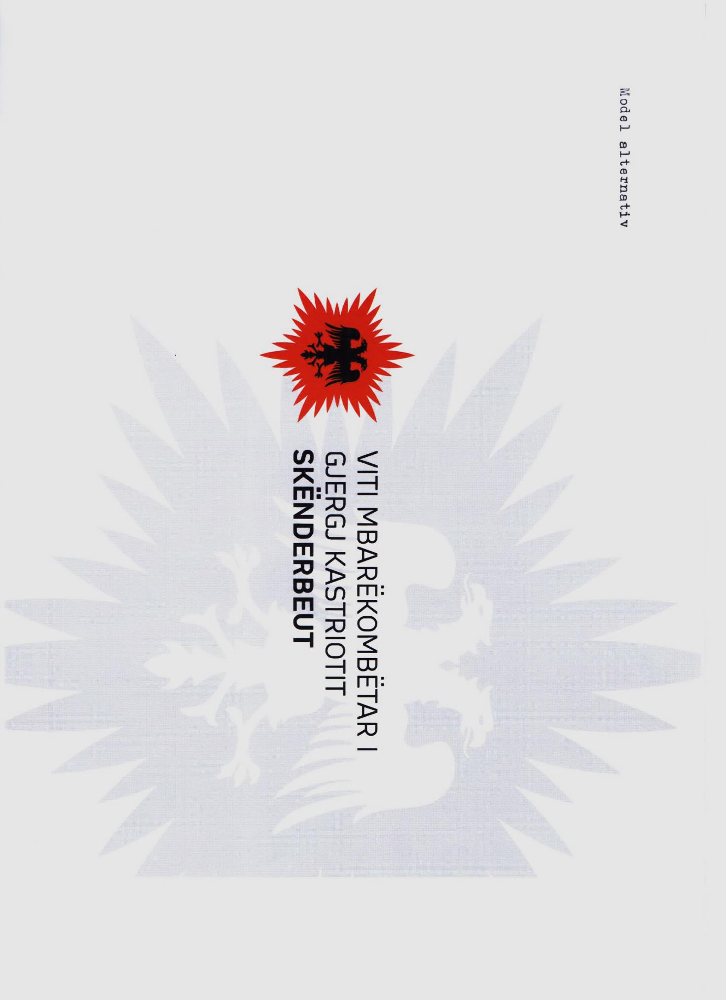 Model alternativ
VITI MBARËKOMBËTAR I
GJERGJ KASTRIOTIT
SKËNDERBEUT